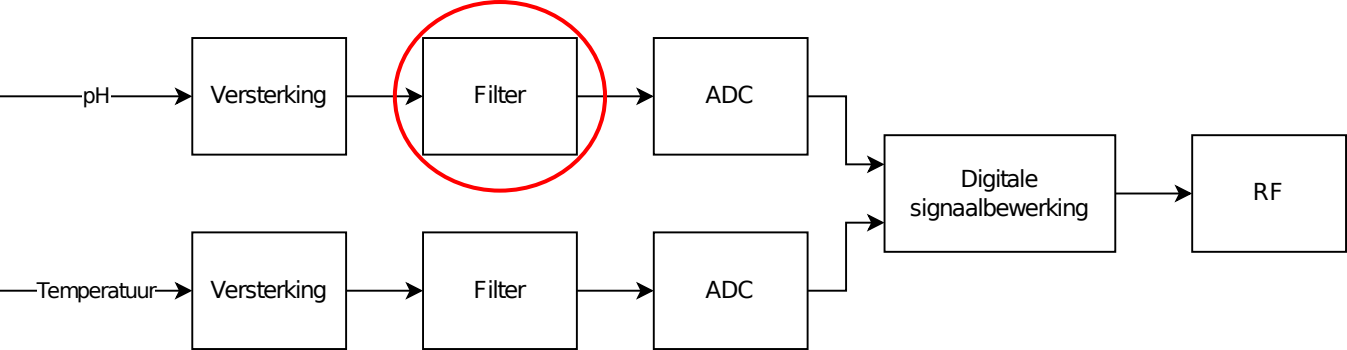 pH
Versterking
Filter
ADC
Digitale
signaalbewerking
RF
Temperatuur
Versterking
Filter
ADC